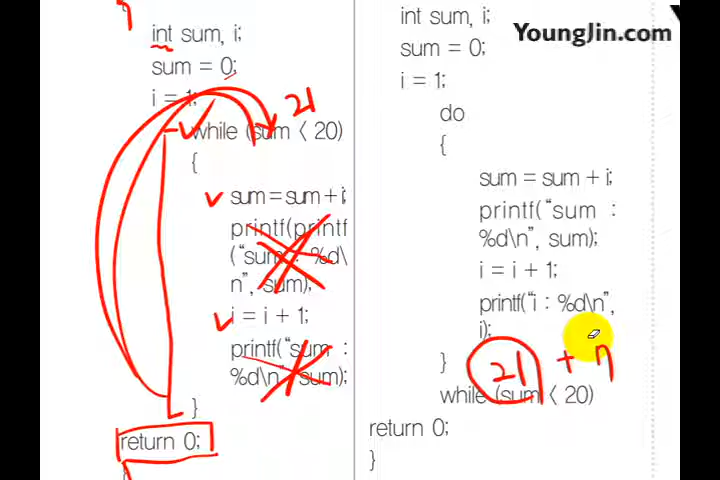 {
int sum, i;
sum = 0;
i = 1;
while (sum < 20)
{
sum = sum + i;
printf(printf
("sum : %d\
n", sum);
i = i + 1;
printf("sum :
%d\n", sum);
}
return 0;
}
21
int sum, i;
sum = 0;
i = 1;
do
{
sum = sum + i;
printf("sum :
%d\n", sum);
i = i + 1;
printf("i : %d\n",
i);
}
while (sum < 20)
return 0;
}
21 + n
YoungJin.com